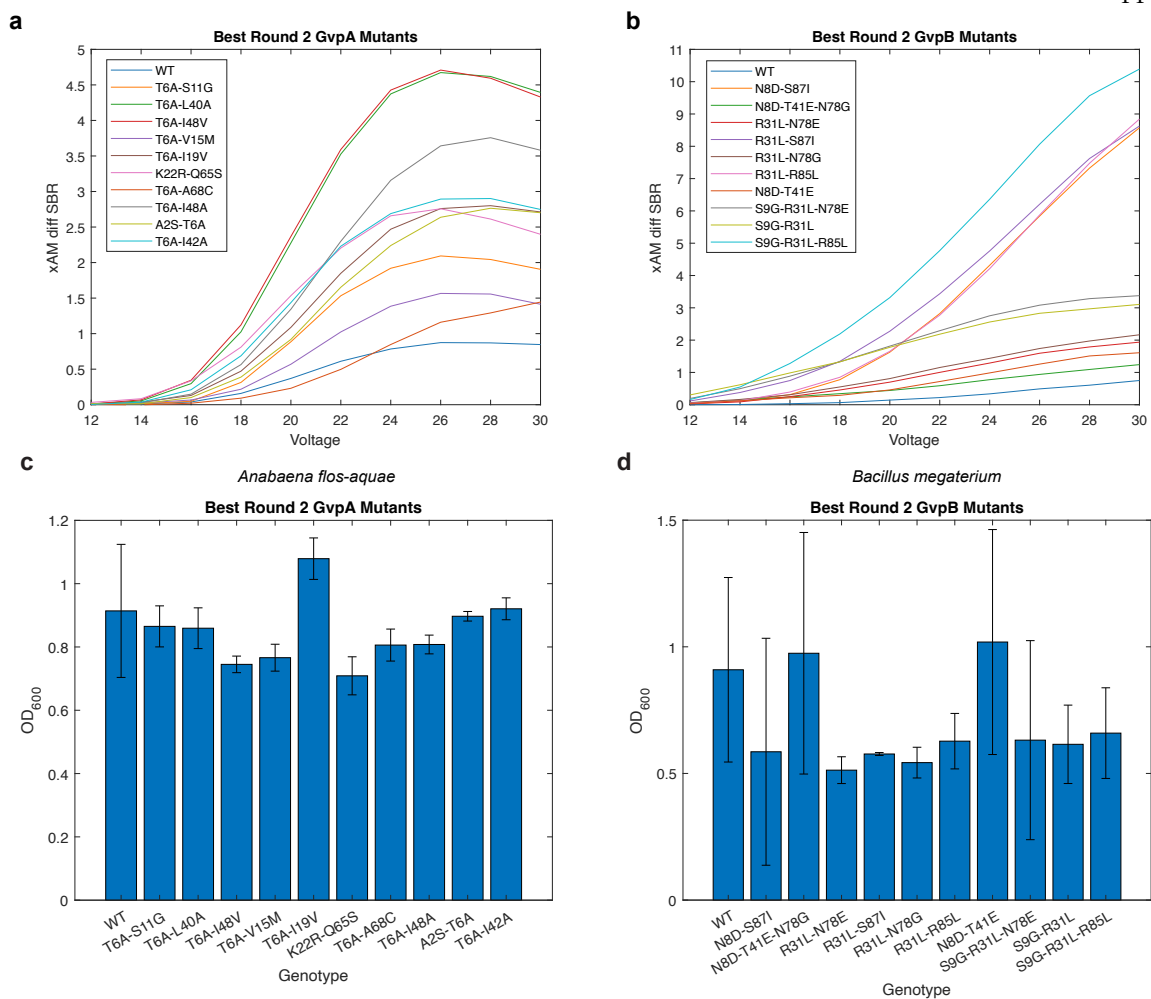 a
Best Round 2 GvpA Mutants
5
4.5
4
3.5
3
2.5
2
1.5
1
0.5
0
xAM diff SBR
WT
T6A-S11G
T6A-L40A
T6A-I48V
T6A-V15M
T6A-I19V
K22R-Q65S
T6A-A68C
T6A-I48A
A2S-T6A
T6A-I42A
12 14 16 18 20 22 24 26 28 30
Voltage
b
Best Round 2 GvpB Mutants
11
10
9
8
7
6
5
4
3
2
1
0
xAM diff SBR
WT
N8D-S87I
N8D-T41E-N78G
R31L-N78E
R31L-S87I
R31L-N78G
R31L-R85L
N8D-T41E
S9G-R31L-N78E
S9G-R31L
S9G-R31L-R85L
12 14 16 18 20 22 24 26 28 30
Voltage
c
Anabaena flos-aquae
Best Round 2 GvpA Mutants
1.2
1
0.8
0.6
0.4
0.2
0
OD600
WT
T6A-S11G
T6A-L40A
T6A-I48V
T6A-V15M
T6A-I19V
K22R-Q65S
T6A-A68C
T6A-I48A
A2S-T6A
T6A-I42A
Genotype
d
Bacillus megaterium
Best Round 2 GvpB Mutants
1.5
1
0.5
0
OD600
WT
N8D-S87I
N8D-T41E-N78G
R31L-N78E
R31L-S87I
R31L-N78G
R31L-R85L
N8D-T41E
S9G-R31L-N78E
S9G-R31L
S9G-R31L-R85L
Genotype